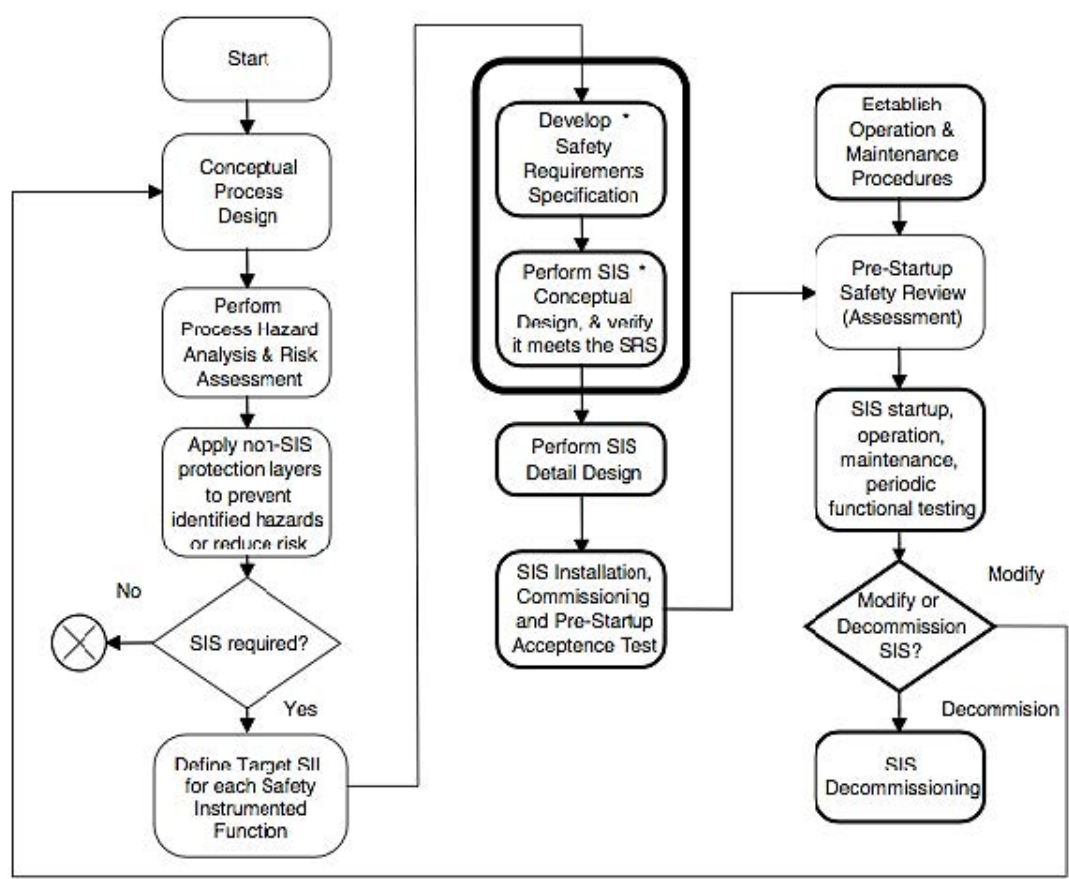 Start
Conceptual
Process
Design
Perform
Process Hazard
Analysis & Risk
Assessment
Apply non-SIS
protection layers
to prevent
identified hazards
or reduce risk
No
SIS required?
Yes
Define Target SIL
for each Safety
Instrumented
Function
Develop *
Safety
Requirements
Specification
Perform SIS *
Conceptual
Design, & verify
it meets the SRS
Perform SIS
Detail Design
SIS Installation,
Commissioning
and Pre-Startup
Acceptence Test
Establish
Operation &
Maintenance
Procedures
Pre-Startup
Safety Review
(Assessment)
SIS startup,
operation,
maintenance,
periodic
functional testing
Modify
Modify or
Decommission
SIS?
Decommision
SIS
Decommissioning